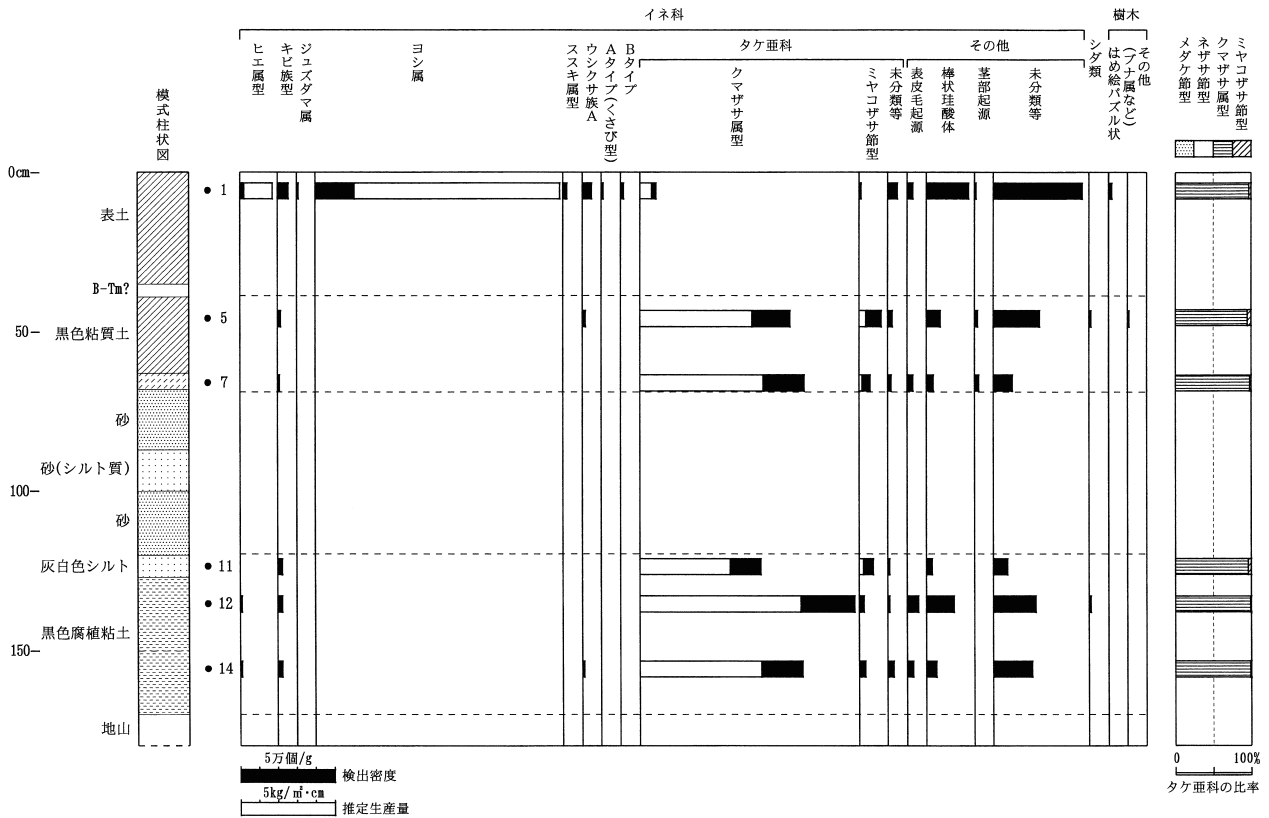 イネ科
樹木
タケ亜科
その他
ヒエ属型
キビ族型
ジュズダマ属
ヨシ属
ススキ属型
ウシクサ族A
Aタイプ(くさび型)
Bタイプ
クマザサ属型
ミヤコザサ節型
未分類等
表皮毛起源
棒状珪酸体
茎部起源
未分類等
シダ類
はめ絵パズル状
(ブナ属など)
その他
メダケ節型
ネザサ節型
クマザサ属型
ミヤコザサ節型
模式柱状図
0cm
1
表土
B-Tm?
5
50
黒色粘質土
7
砂
砂(シルト質)
100
砂
灰白色シルト
11
12
黒色腐植粘土
150
14
地山
5万個/g
検出密度
5kg/㎡・cm
推定生産量
0 100%
タケ亜科の比率